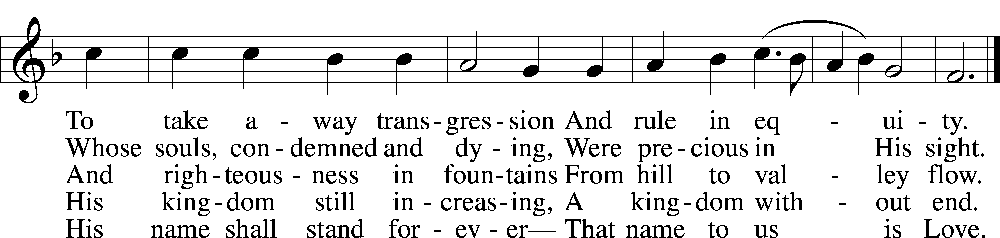 To take a - way trans - gres - sion And rule in eq - ui - ty.
Whose souls, con - demned and dy - ing, Were pre - cious in His sight.
And righ - teous - ness in foun - tains From hill to val - ley flow.
His king - dom still in - creas - ing, A king - dom with - out end.
His name shall stand for - ev - er— That name to us is Love.